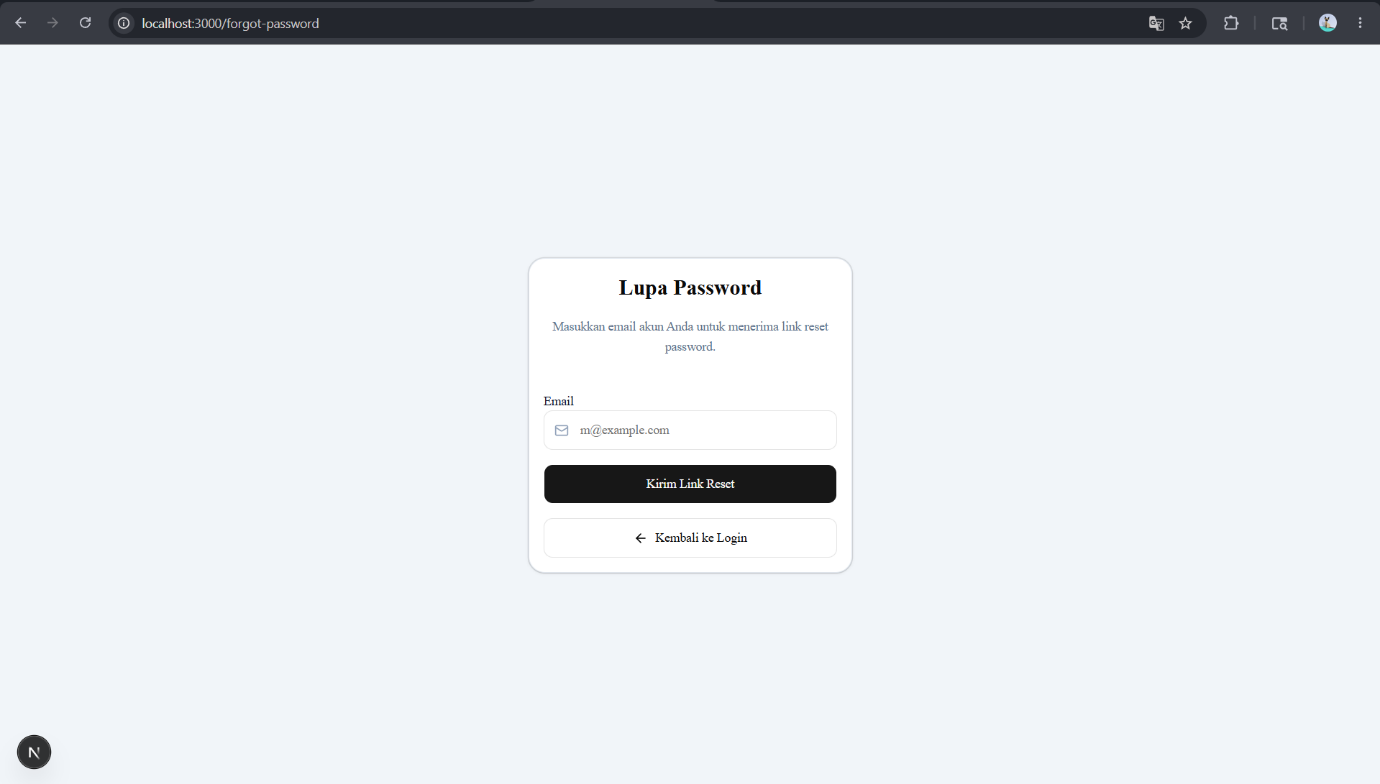 localhost:3000/forgot-password
Lupa Password
Masukkan email akun Anda untuk menerima link reset
password.
Email
m@example.com
Kirim Link Reset
Kembali ke Login
N